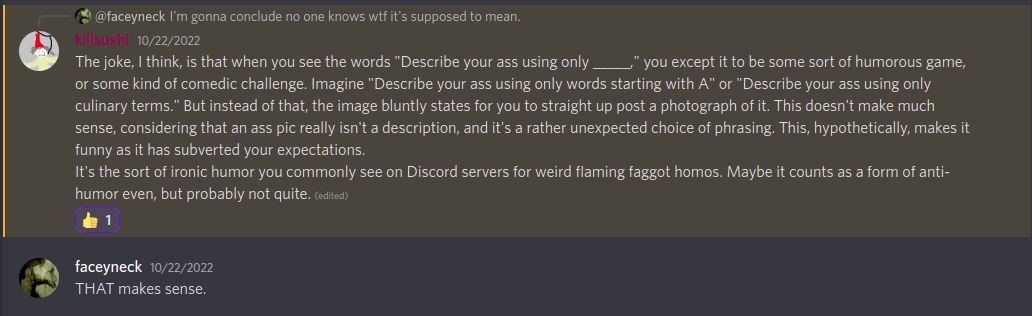 @faceyneck I'm gonna conclude no one knows wtf it's supposed to mean.
killsushi 10/22/2022
The joke, I think, is that when you see the words "Describe your ass using only _____," you except it to be some sort of humorous game,
or some kind of comedic challenge. Imagine "Describe your ass using only words starting with A" or "Describe your ass using only
culinary terms." But instead of that, the image bluntly states for you to straight up post a photograph of it. This doesn't make much
sense, considering that an ass pic really isn't a description, and it's a rather unexpected choice of phrasing. This, hypothetically, makes it
funny as it has subverted your expectations.
It's the sort of ironic humor you commonly see on Discord servers for weird flaming faggot homos. Maybe it counts as a form of anti-
humor even, but probably not quite. (edited)
1
faceyneck 10/22/2022
THAT makes sense.